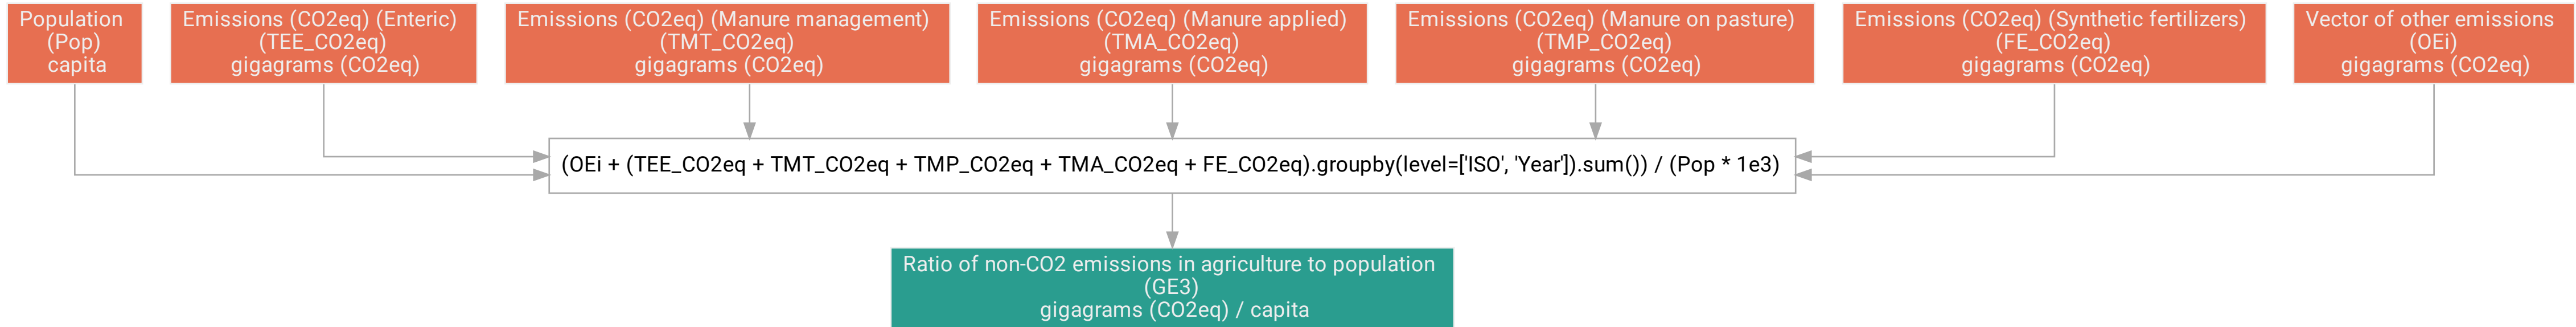 Population
(Pop)
capita
Emissions (CO2eq) (Enteric)
(TEE_CO2eq)
gigagrams (CO2eq)
Emissions (CO2eq) (Manure management)
(TMT_CO2eq)
gigagrams (CO2eq)
Emissions (CO2eq) (Manure applied)
(TMA_CO2eq)
gigagrams (CO2eq)
Emissions (CO2eq) (Manure on pasture)
(TMP_CO2eq)
gigagrams (CO2eq)
Emissions (CO2eq) (Synthetic fertilizers)
(FE_CO2eq)
gigagrams (CO2eq)
Vector of other emissions
(OEi)
gigagrams (CO2eq)
(OEi + (TEE_CO2eq + TMT_CO2eq + TMP_CO2eq + TMA_CO2eq + FE_CO2eq).groupby(level=['ISO', 'Year']).sum()) / (Pop * 1e3)
Ratio of non-CO2 emissions in agriculture to population
(GE3)
gigagrams (CO2eq) / capita